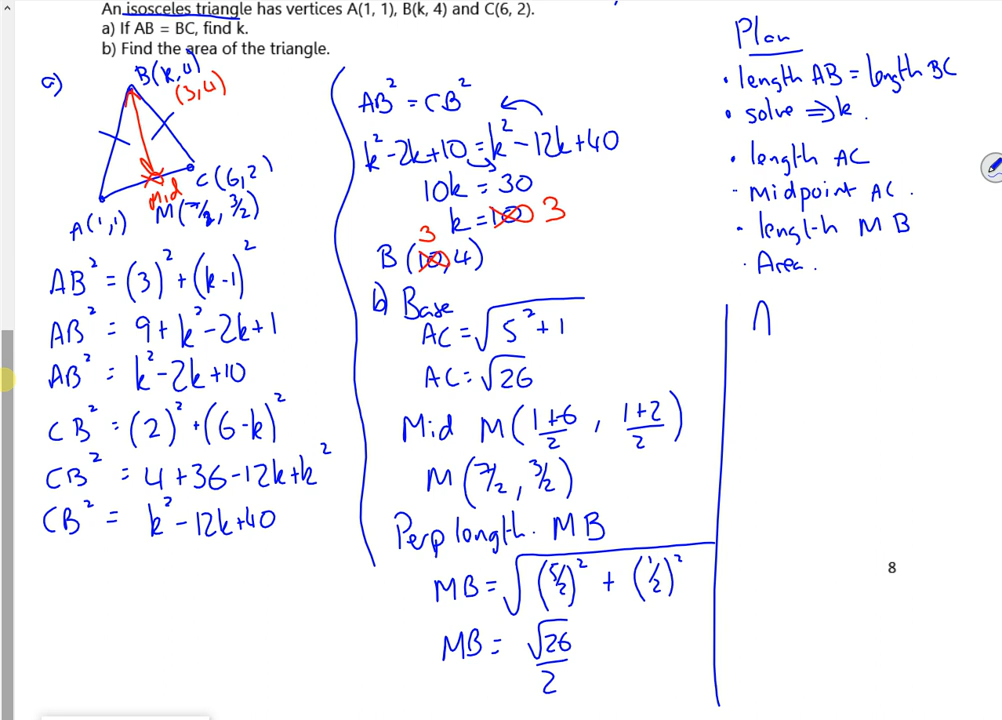 An isosceles triangle has vertices A(1, 1), B(k, 4) and C(6, 2).
a) If AB = BC, find k.
b) Find the area of the triangle.
a)
B(k,4)
(3,4)
C(6,2)
Mid
A(1,1)
M(7/2, 3/2)
AB² = (3)² + (k-1)²
AB² = 9+k²-2k+1
AB² = k²-2k+10
CB² = (2)² + (6-k)²
CB² = 4+36-12k+k²
CB² = k²-12k+40
AB² = CB²
k²-2k+10 = k²-12k+40
10k = 30
k = 10 3
3
B(10,4)
b) Base
AC = √5²+1
AC = √26
Mid M(1+6/2, 1+2/2)
M(7/2, 3/2)
Perp length. MB
MB = √(5/2)² + (1/2)²
MB = √26/2
Plan
• length AB = length BC
• solve ⇒ k.
• length AC
- Midpoint AC.
• length MB
· Area.
A
8